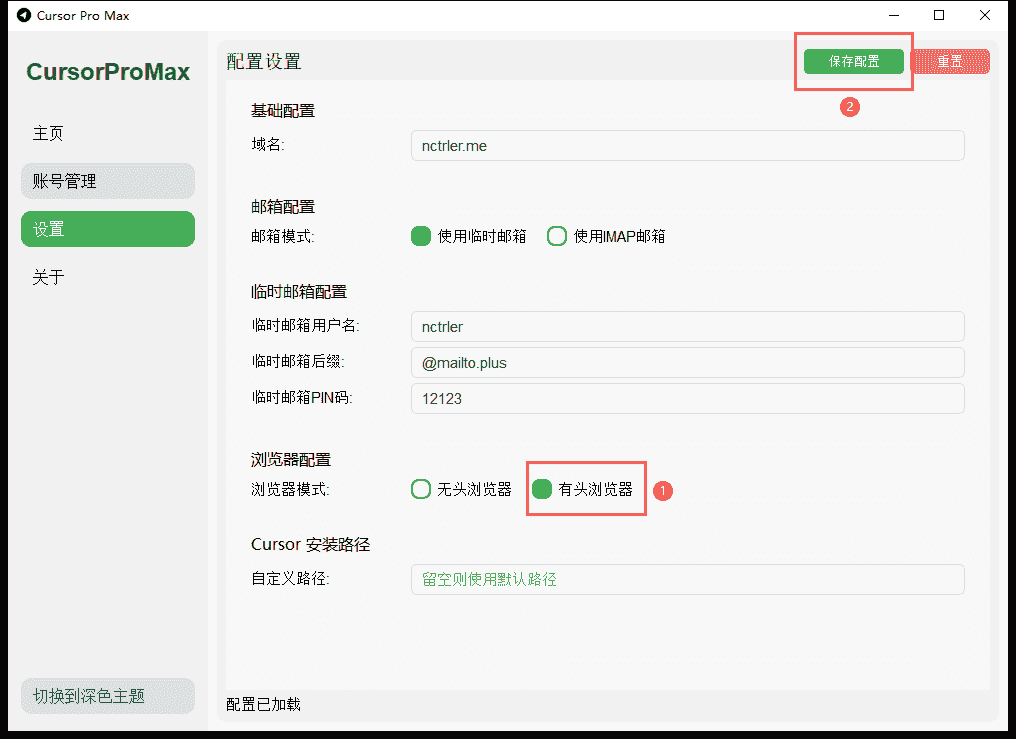 Cursor Pro Max
CursorProMax
主页
账号管理
设置
关于
切换到深色主题
配置设置
保存配置
重置
2
基础配置
域名:
nctrler.me
邮箱配置
邮箱模式:
使用临时邮箱
使用IMAP邮箱
临时邮箱配置
临时邮箱用户名:
nctrler
临时邮箱后缀:
@mailto.plus
临时邮箱PIN码:
12123
浏览器配置
浏览器模式:
无头浏览器
有头浏览器
1
Cursor 安装路径
自定义路径:
留空则使用默认路径
配置已加载